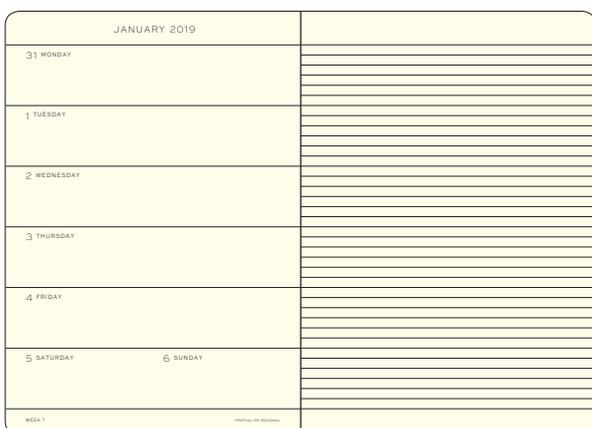 JANUARY 2019
31 MONDAY
1 TUESDAY
2 WEDNESDAY
3 THURSDAY
4 FRIDAY
5 SATURDAY 6 SUNDAY
WEEK 1